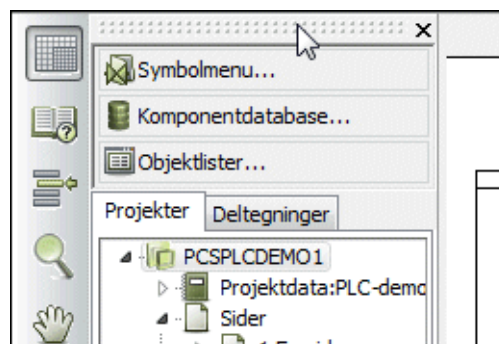 Symbolmenu...
Komponentdatabase...
Objektlister...
Projekter Deltegninger
PCSPLCDEMO1
Projektdata:PLC-demo
Sider